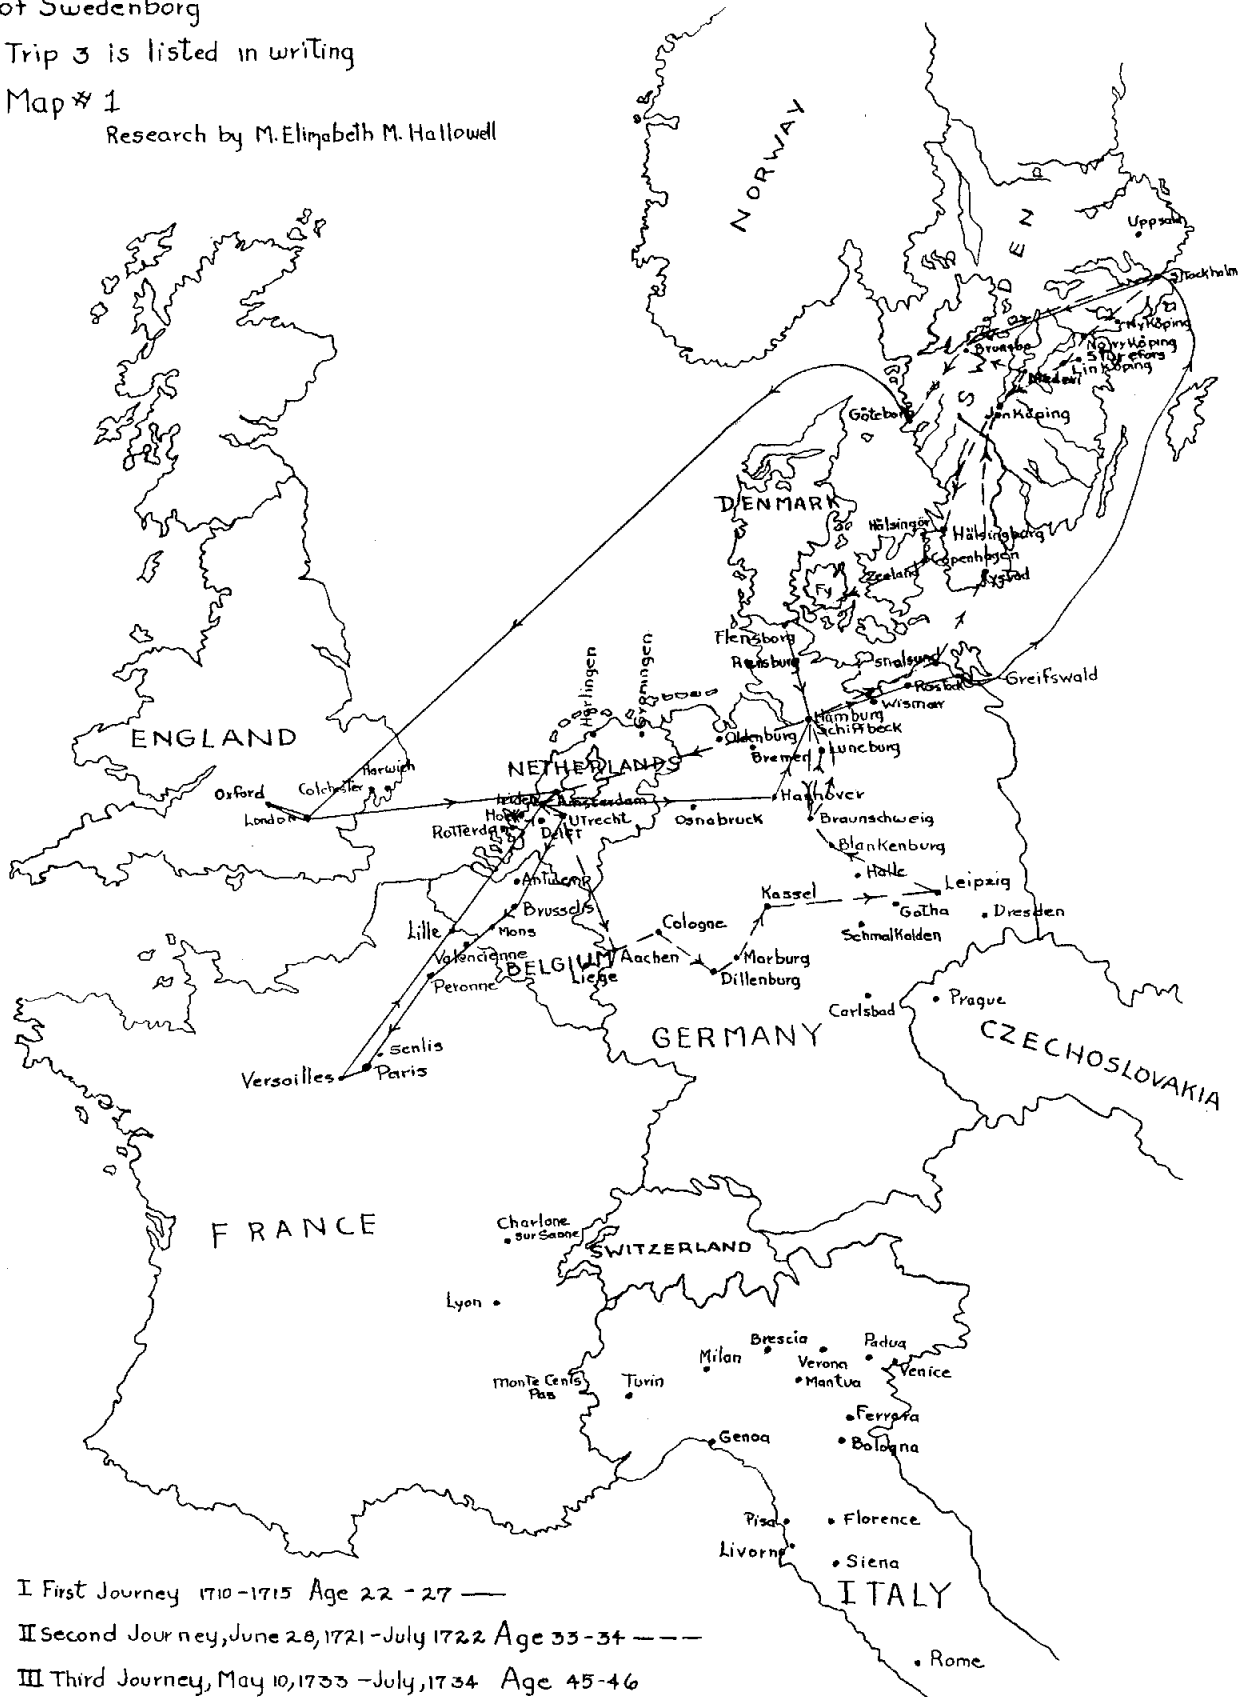 of Swedenborg
Trip 3 is listed in writing
Map # 1
Research by M. Elizabeth M. Hallowell
NORWAY
SWEDEN
Uppsala
Stockholm
Nyköping
Norrköping
Sturefors
Linköping
Brunsbo
Medevi
Jönköping
Göteborg
DENMARK
Hälsingör
Hälsingborg
Copenhagen
Zeeland
Ystad
Fy
Flensborg
Rensburg
Stralsund
Rostock
Greifswald
Wismar
Hamburg
Schiffbeck
Harlingen
Gröningen
Oldenburg
Bremen
Luneburg
ENGLAND
Harwich
Colchester
Oxford
London
NETHERLANDS
Leiden
Amsterdam
Utrecht
Rotterdam
Delft
Osnabruck
Hannover
Braunschweig
Blankenburg
Halle
Leipzig
Kassel
Gotha
Dresden
Schmalkalden
Antwerp
Brussels
Lille
Mons
Valencienne
BELGIUM
Liege
Aachen
Cologne
Marburg
Dillenburg
Peronne
Carlsbad
Prague
GERMANY
CZECHOSLOVAKIA
Senlis
Paris
Versailles
FRANCE
Charlone
sur Saone
SWITZERLAND
Lyon
Brescia
Padua
Milan
Verona
Venice
Mantua
Monte Cenis
Pas
Turin
Ferrara
Genoa
Bologna
Pisa
Florence
Livorno
Siena
ITALY
Rome
I First Journey 1710-1715 Age 22 - 27 ——
II Second Journey, June 28, 1721 - July 1722 Age 33-34 – – –
III Third Journey, May 10, 1733 - July, 1734 Age 45-46